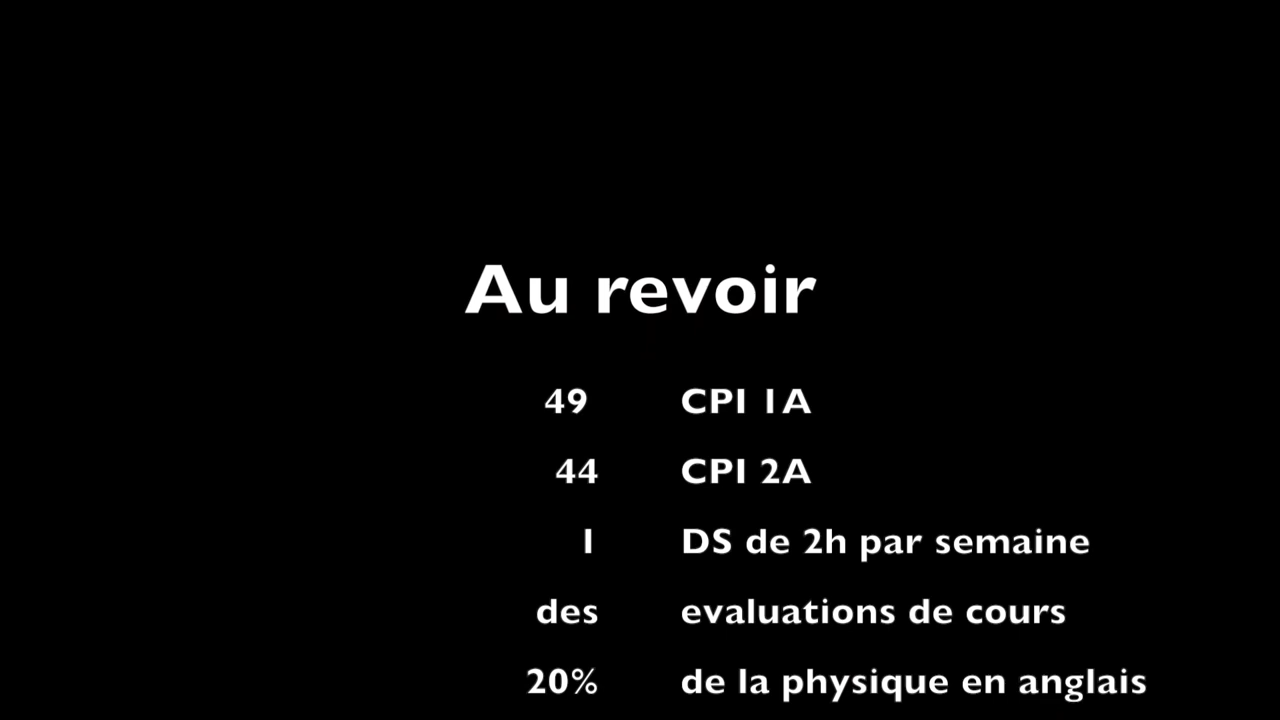 Au revoir
49 CPI 1A
44 CPI 2A
1 DS de 2h par semaine
des evaluations de cours
20% de la physique en anglais